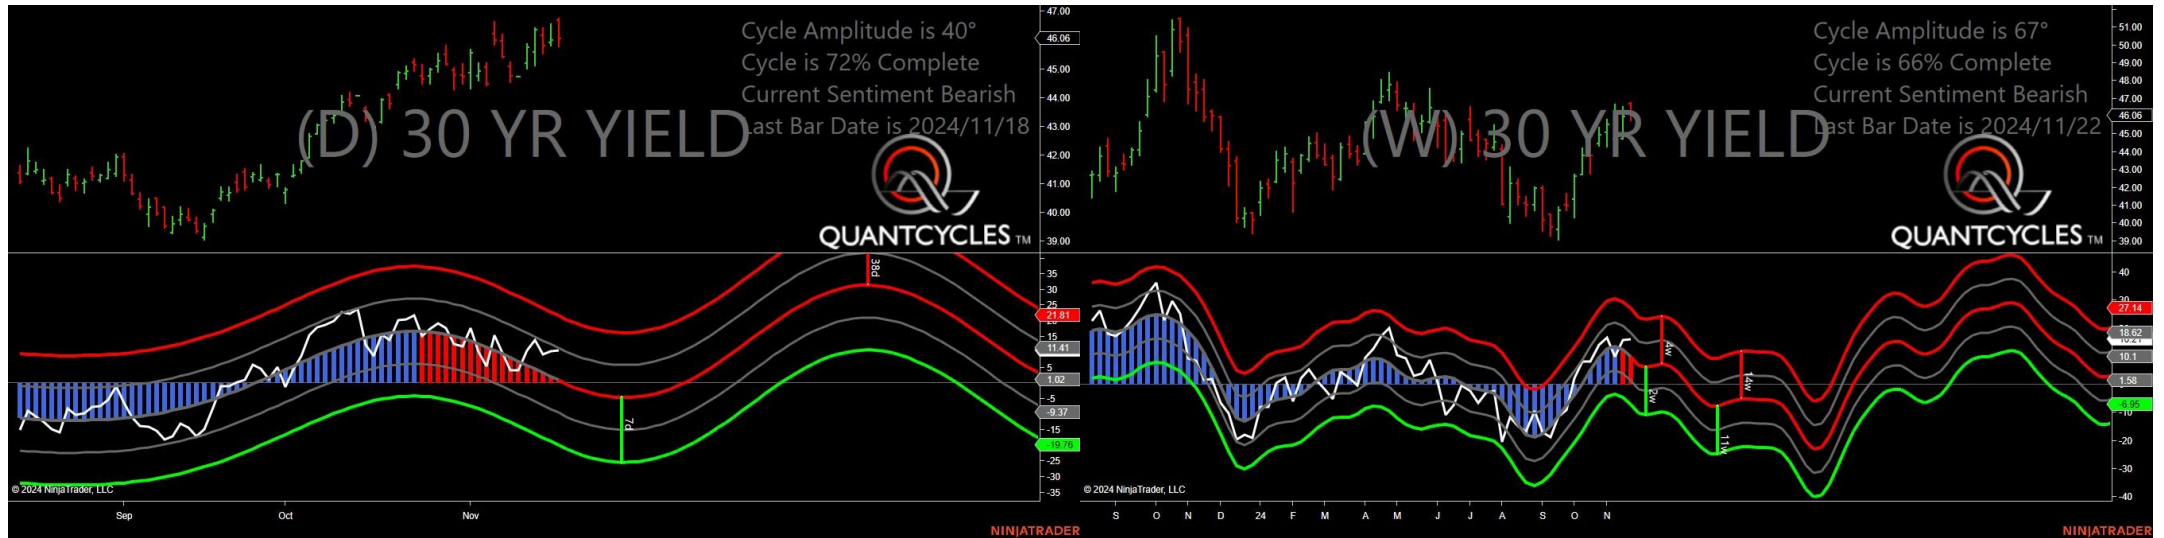 Cycle Amplitude is 40°
Cycle is 72% Complete
Current Sentiment Bearish
Last Bar Date is 2024/11/18
(D) 30 YR YIELD
QUANTCYCLES TM
47.00
46.06
45.00
44.00
43.00
42.00
41.00
40.00
39.00
38d
7d
35
30
25
21.81
15
11.41
5
1.02
-5
-9.37
-15
-19.76
-25
-30
-35
© 2024 NinjaTrader, LLC
Sep Oct Nov
NINJATRADER
Cycle Amplitude is 67°
Cycle is 66% Complete
Current Sentiment Bearish
Last Bar Date is 2024/11/22
(W) 30 YR YIELD
QUANTCYCLES TM
51.00
50.00
49.00
48.00
47.00
46.06
45.00
44.00
43.00
42.00
41.00
40.00
39.00
2w
14w
11w
40
30
27.14
18.62
10.1
1.58
-6.95
-10
-20
-30
-40
© 2024 NinjaTrader, LLC
S O N D 24 F M A M J J A S O N
NINJATRADER